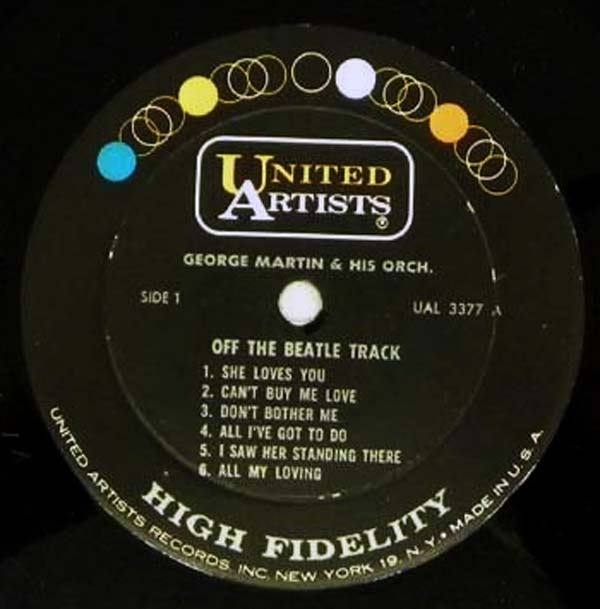 UNITED
ARTISTS®
GEORGE MARTIN & HIS ORCH.
SIDE 1
UAL 3377 A
OFF THE BEATLE TRACK
1. SHE LOVES YOU
2. CAN'T BUY ME LOVE
3. DON'T BOTHER ME
4. ALL I'VE GOT TO DO
5. I SAW HER STANDING THERE
6. ALL MY LOVING
HIGH FIDELITY
UNITED ARTISTS RECORDS, INC. NEW YORK 19, N.Y. • MADE IN U.S.A.